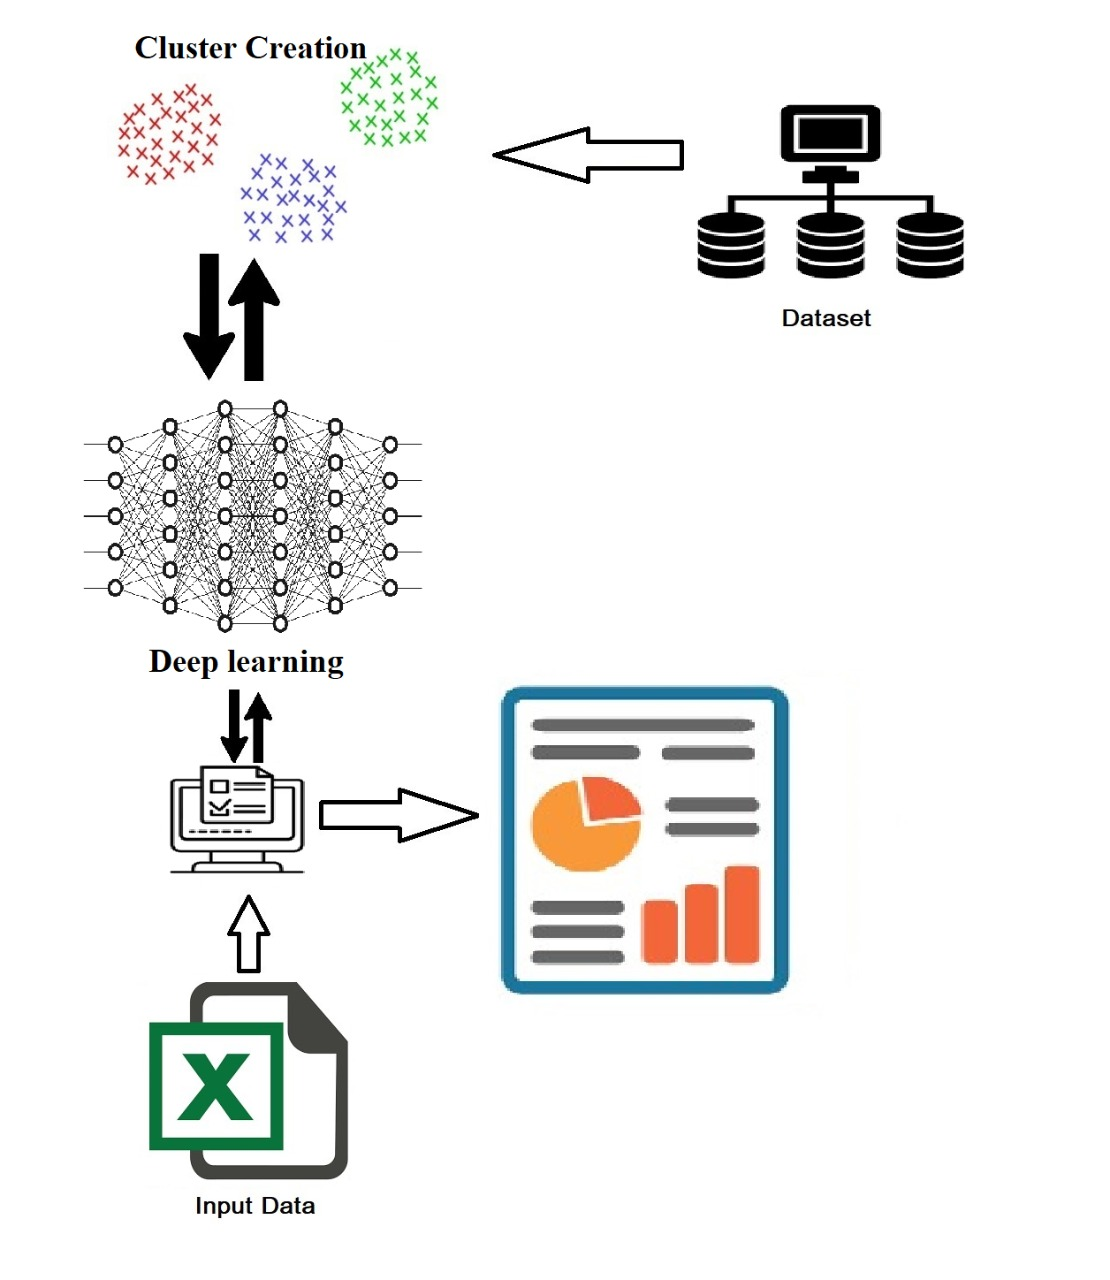 Cluster Creation
Dataset
Deep learning
X
Input Data